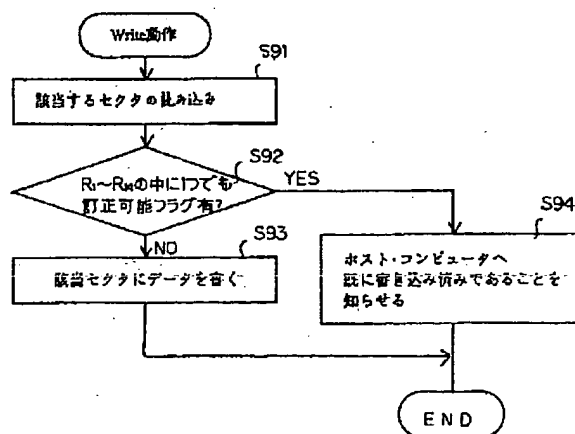 Write動作
S91
該当するセクタの読み込み
S92
R₁～R₁₄の中に1つでも
訂正可能フラグ有?
YES
NO
S93
該当セクタにデータを書く
S94
ホスト・コンピュータへ
既に書き込み済みであることを
知らせる
END